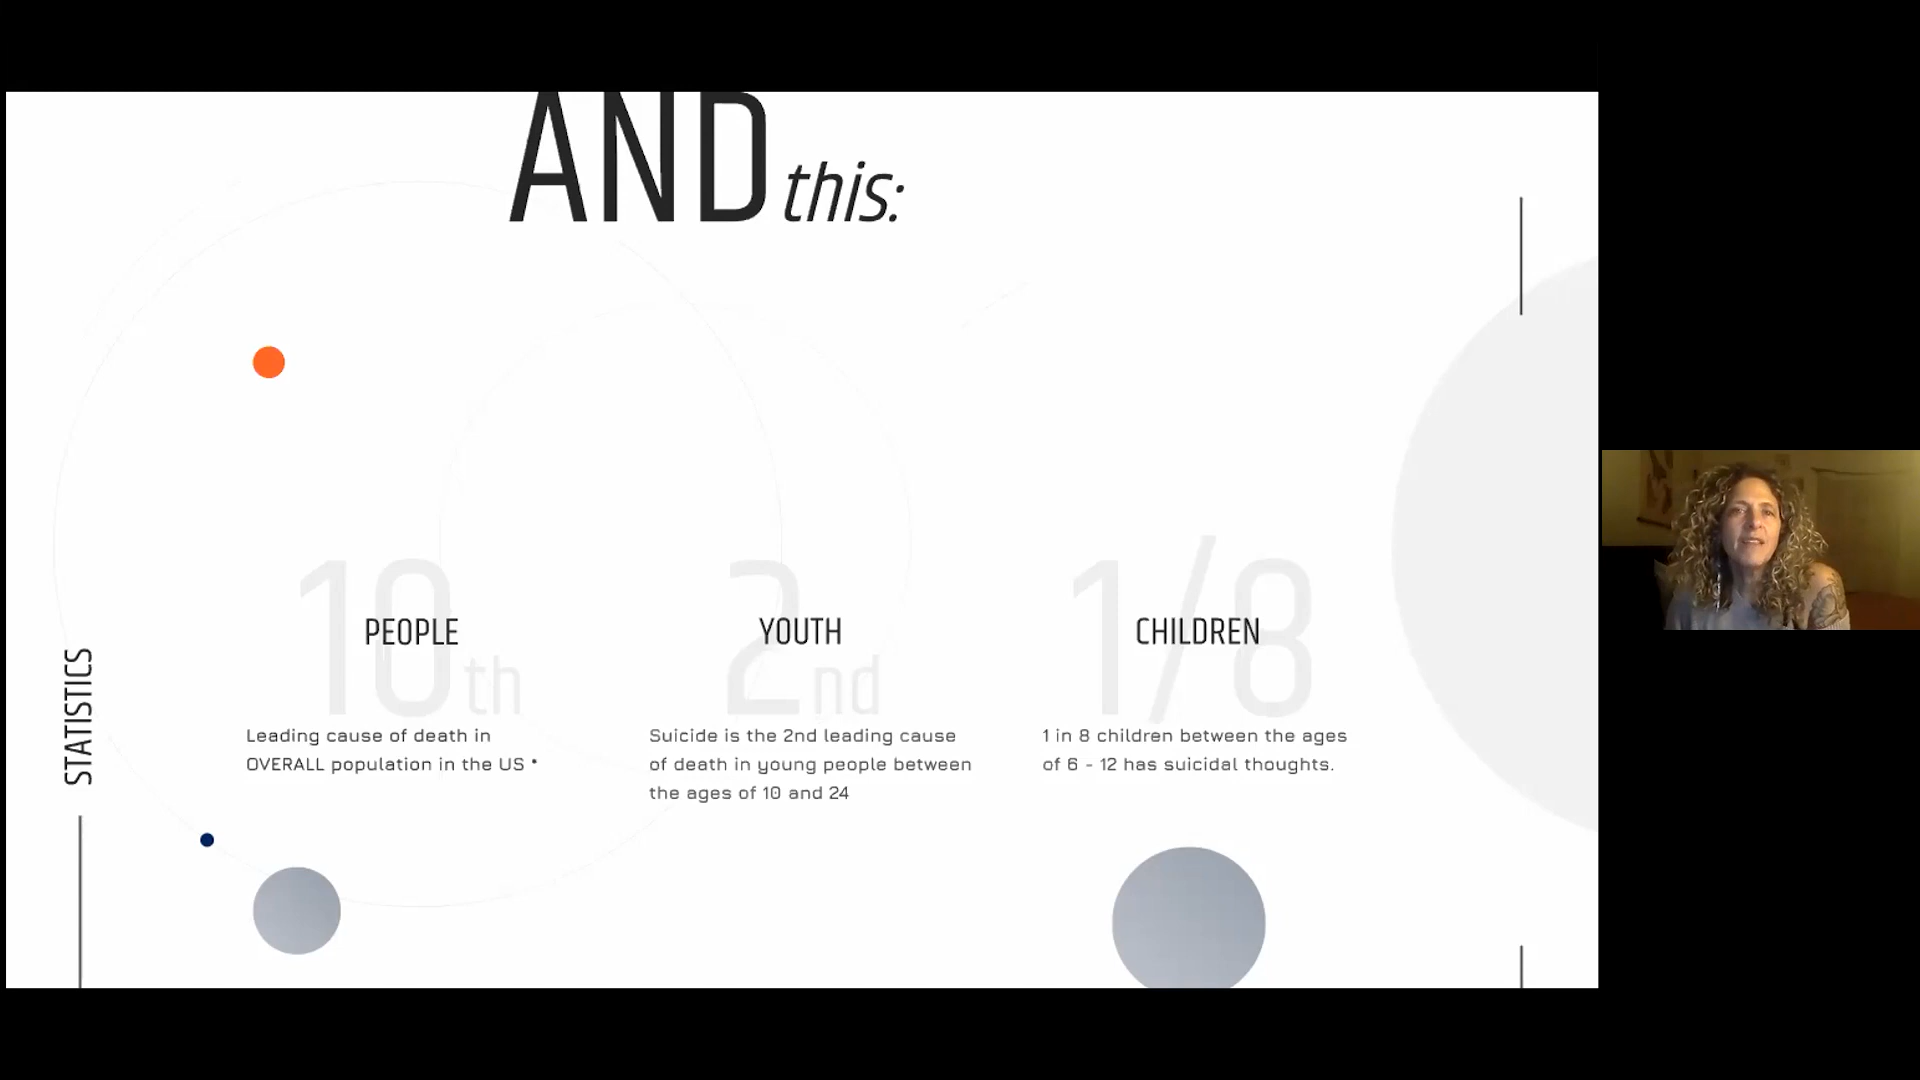 AND this:
10th
PEOPLE
Leading cause of death in
OVERALL population in the US *
2nd
YOUTH
Suicide is the 2nd leading cause
of death in young people between
the ages of 10 and 24
1/8
CHILDREN
1 in 8 children between the ages
of 6 - 12 has suicidal thoughts.
STATISTICS